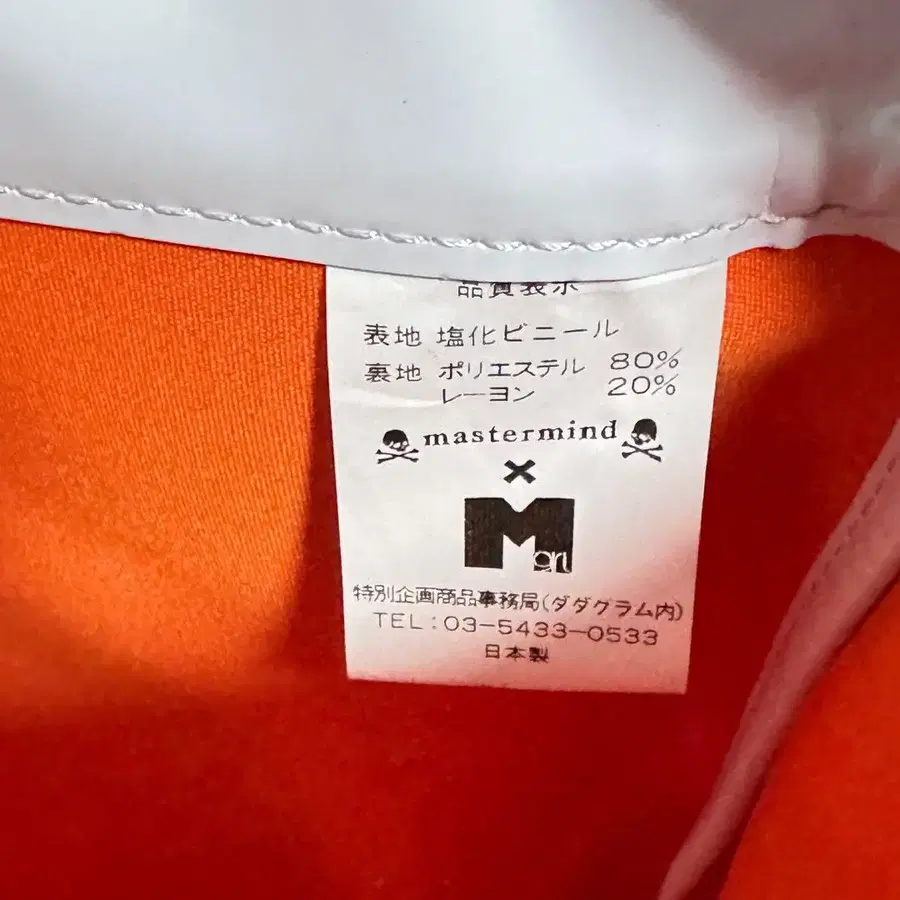 品質表示
表地 塩化ビニール
裏地 ポリエステル 80%
レーヨン 20%
mastermind
×
Mari
特別企画商品事務局(ダダグラム内)
TEL:03-5433-0533
日本製